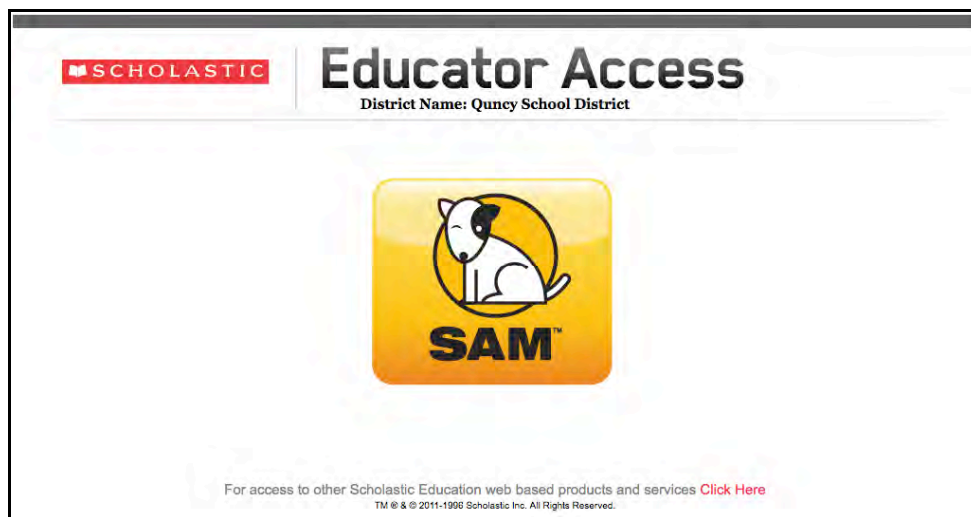 SCHOLASTIC
Educator Access
District Name: Quncy School District
SAM™
For access to other Scholastic Education web based products and services Click Here
TM ® & © 2011-1996 Scholastic Inc. All Rights Reserved.